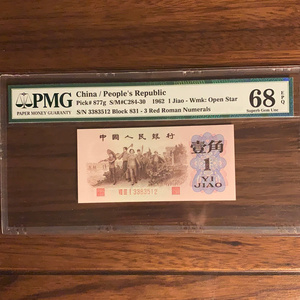 PMG
PAPER MONEY GUARANTY
China / People's Republic
Pick# 877g S/M#C284-30 1962 1 Jiao - Wmk: Open Star
S/N 3383512 Block 831 - 3 Red Roman Numerals
68 EPQ
Superb Gem Unc
中國人民銀行
壹角
1
YI JIAO
3383512